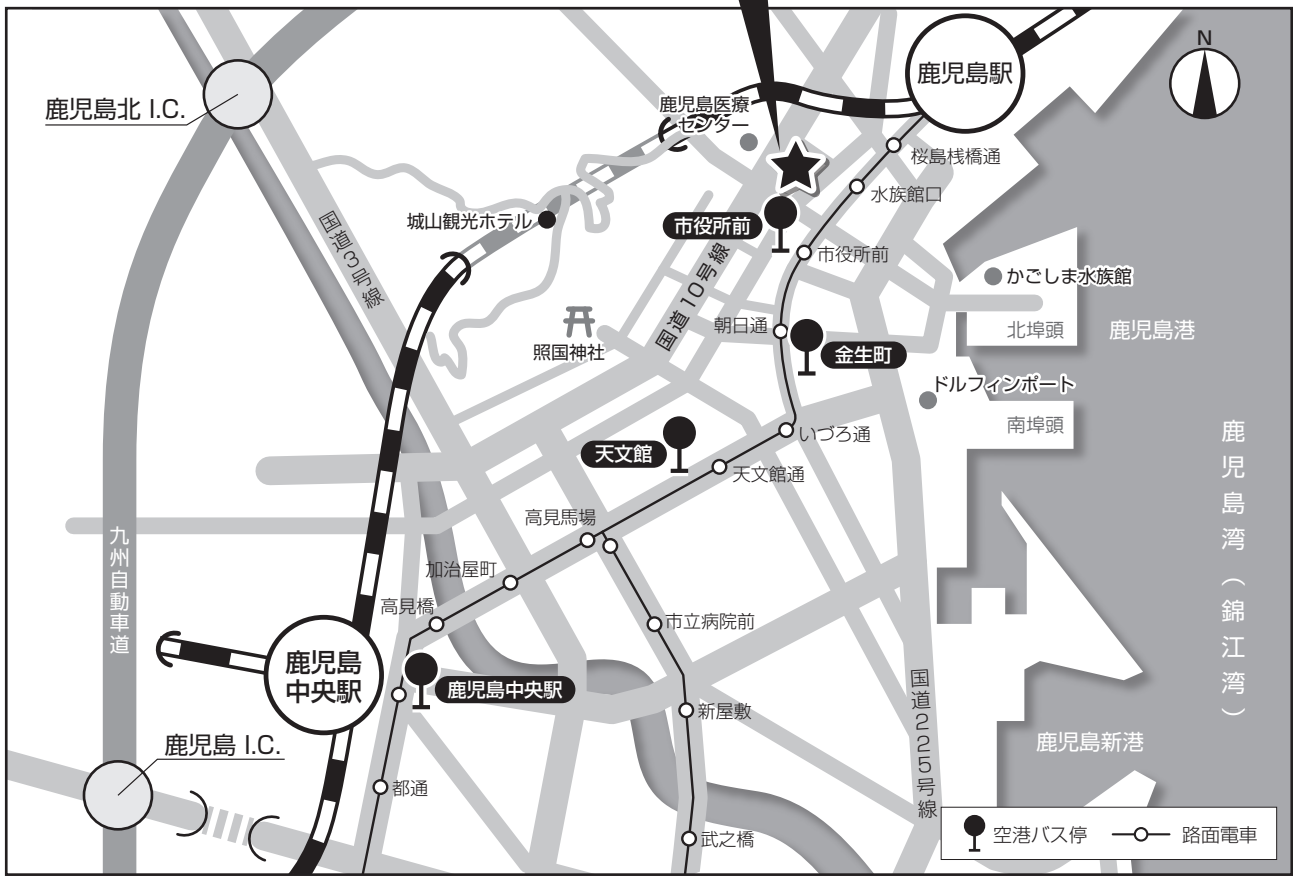 N
鹿児島駅
鹿児島北 I.C.
鹿児島医療
センター
桜島桟橋通
水族館口
城山観光ホテル
市役所前
国道3号線
国道10号線
市役所前
かごしま水族館
朝日通
北埠頭
鹿児島港
照国神社
金生町
ドルフィンポート
南埠頭
いづろ通
天文館
天文館通
鹿児島湾(錦江湾)
高見馬場
九州自動車道
加治屋町
高見橋
市立病院前
鹿児島
中央駅
鹿児島中央駅
新屋敷
国道225号線
鹿児島新港
鹿児島 I.C.
都通
武之橋
空港バス停
路面電車